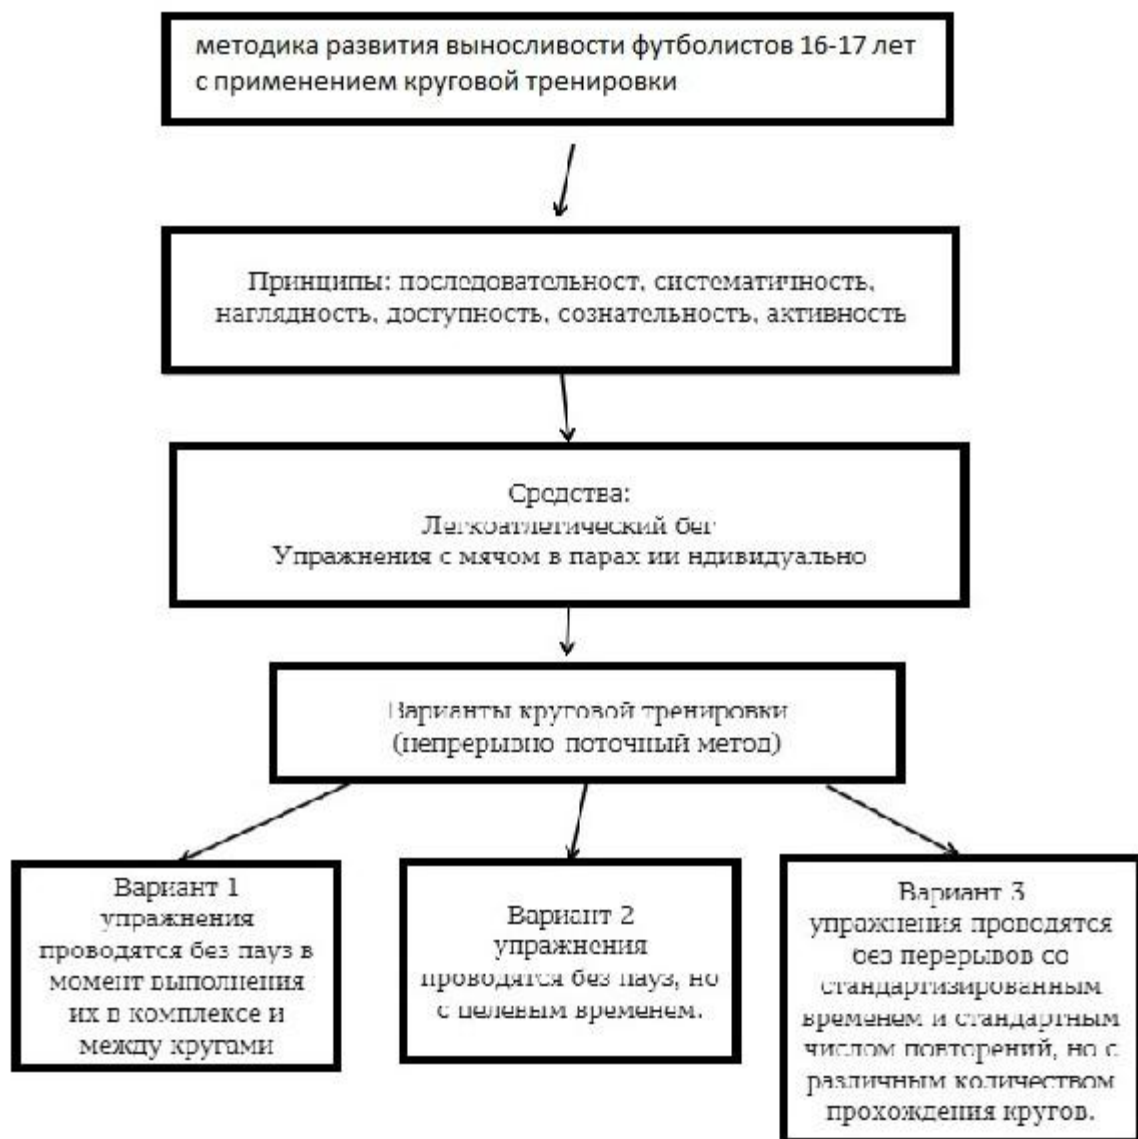 методика развития выносливости футболистов 16-17 лет
с применением круговой тренировки
Принципы: последовательност, систематичность,
наглядность, доступность, сознательность, активность
Средства:
Легкоатлетический бег
Упражнения с мячом в парах ии ндивидуально
Варианты круговой тренировки
(непрерывно поточный метод)
Вариант 1
упражнения
проводятся без пауз в
момент выполнения
их в комплексе и
между кругами
Вариант 2
упражнения
проводятся без пауз, но
с целевым временем.
Вариант 3
упражнения проводятся
без перерывов со
стандартизированным
временем и стандартным
числом повторений, но с
различным количеством
прохождения кругов.